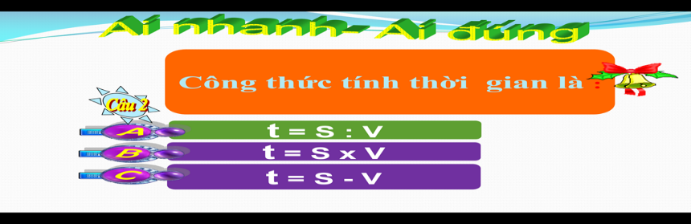 Ai nhanh- Ai đúng
Công thức tính thời gian là :
Câu 2
A t = S : V
B t = S x V
C t = S - V